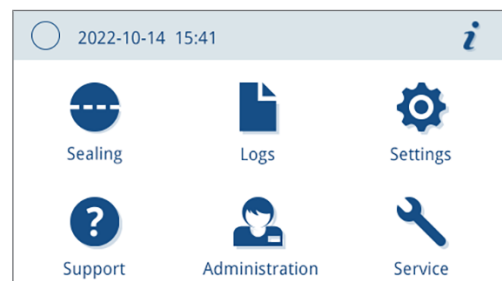 2022-10-14 15:41 i
Sealing Logs Settings
? Support Administration Service